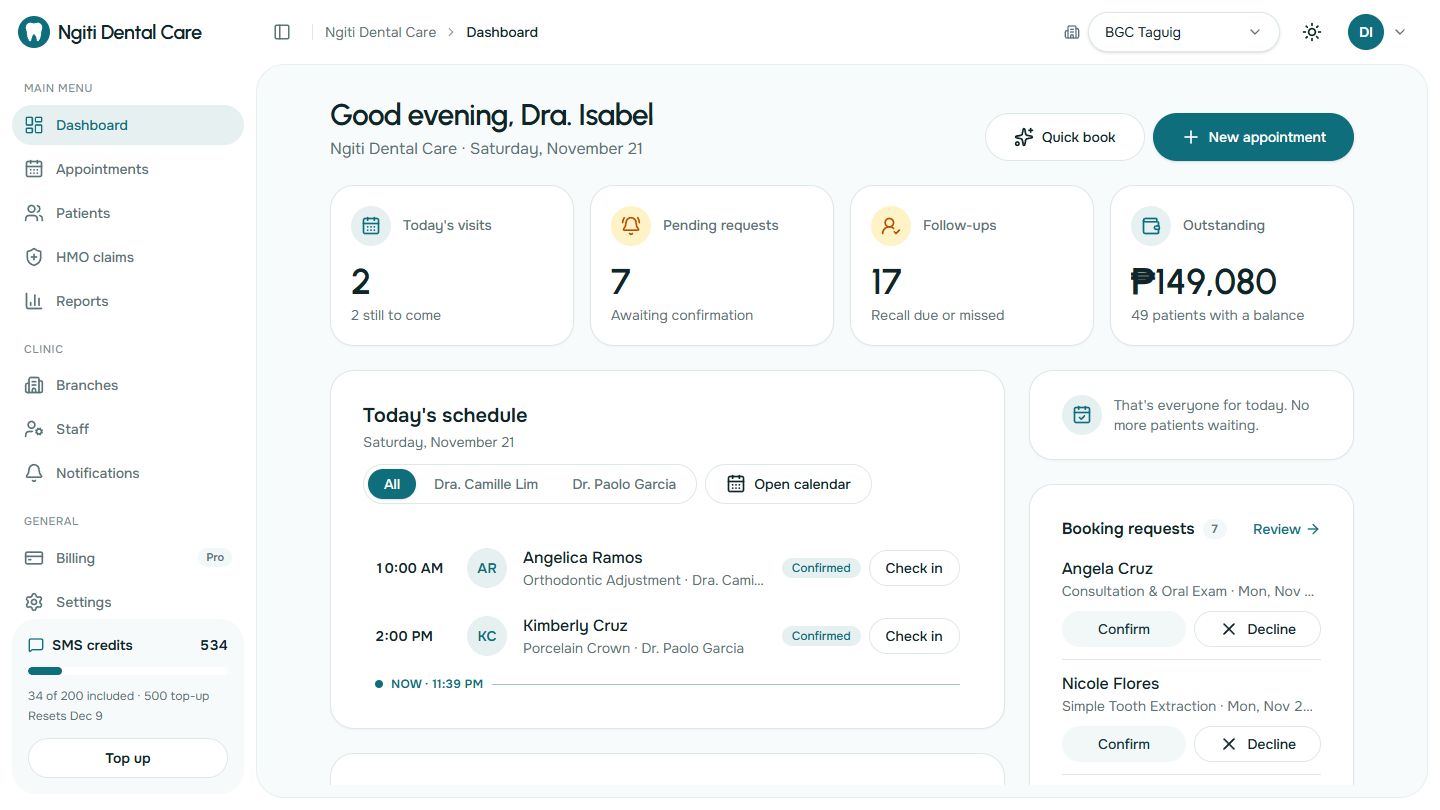 Ngiti Dental Care
Ngiti Dental Care > Dashboard
BGC Taguig
DI
MAIN MENU
Dashboard
Appointments
Patients
HMO claims
Reports
CLINIC
Branches
Staff
Notifications
GENERAL
Billing
Pro
Settings
SMS credits
534
34 of 200 included · 500 top-up
Resets Dec 9
Top up
Good evening, Dra. Isabel
Ngiti Dental Care · Saturday, November 21
Quick book
New appointment
Today's visits
2
2 still to come
Pending requests
7
Awaiting confirmation
Follow-ups
17
Recall due or missed
Outstanding
₱149,080
49 patients with a balance
Today's schedule
Saturday, November 21
All
Dra. Camille Lim
Dr. Paolo Garcia
Open calendar
10:00 AM
AR
Angelica Ramos
Orthodontic Adjustment · Dra. Cami...
Confirmed
Check in
2:00 PM
KC
Kimberly Cruz
Porcelain Crown · Dr. Paolo Garcia
Confirmed
Check in
NOW · 11:39 PM
That's everyone for today. No
more patients waiting.
Booking requests
7
Review →
Angela Cruz
Consultation & Oral Exam · Mon, Nov ...
Confirm
Decline
Nicole Flores
Simple Tooth Extraction · Mon, Nov 2...
Confirm
Decline